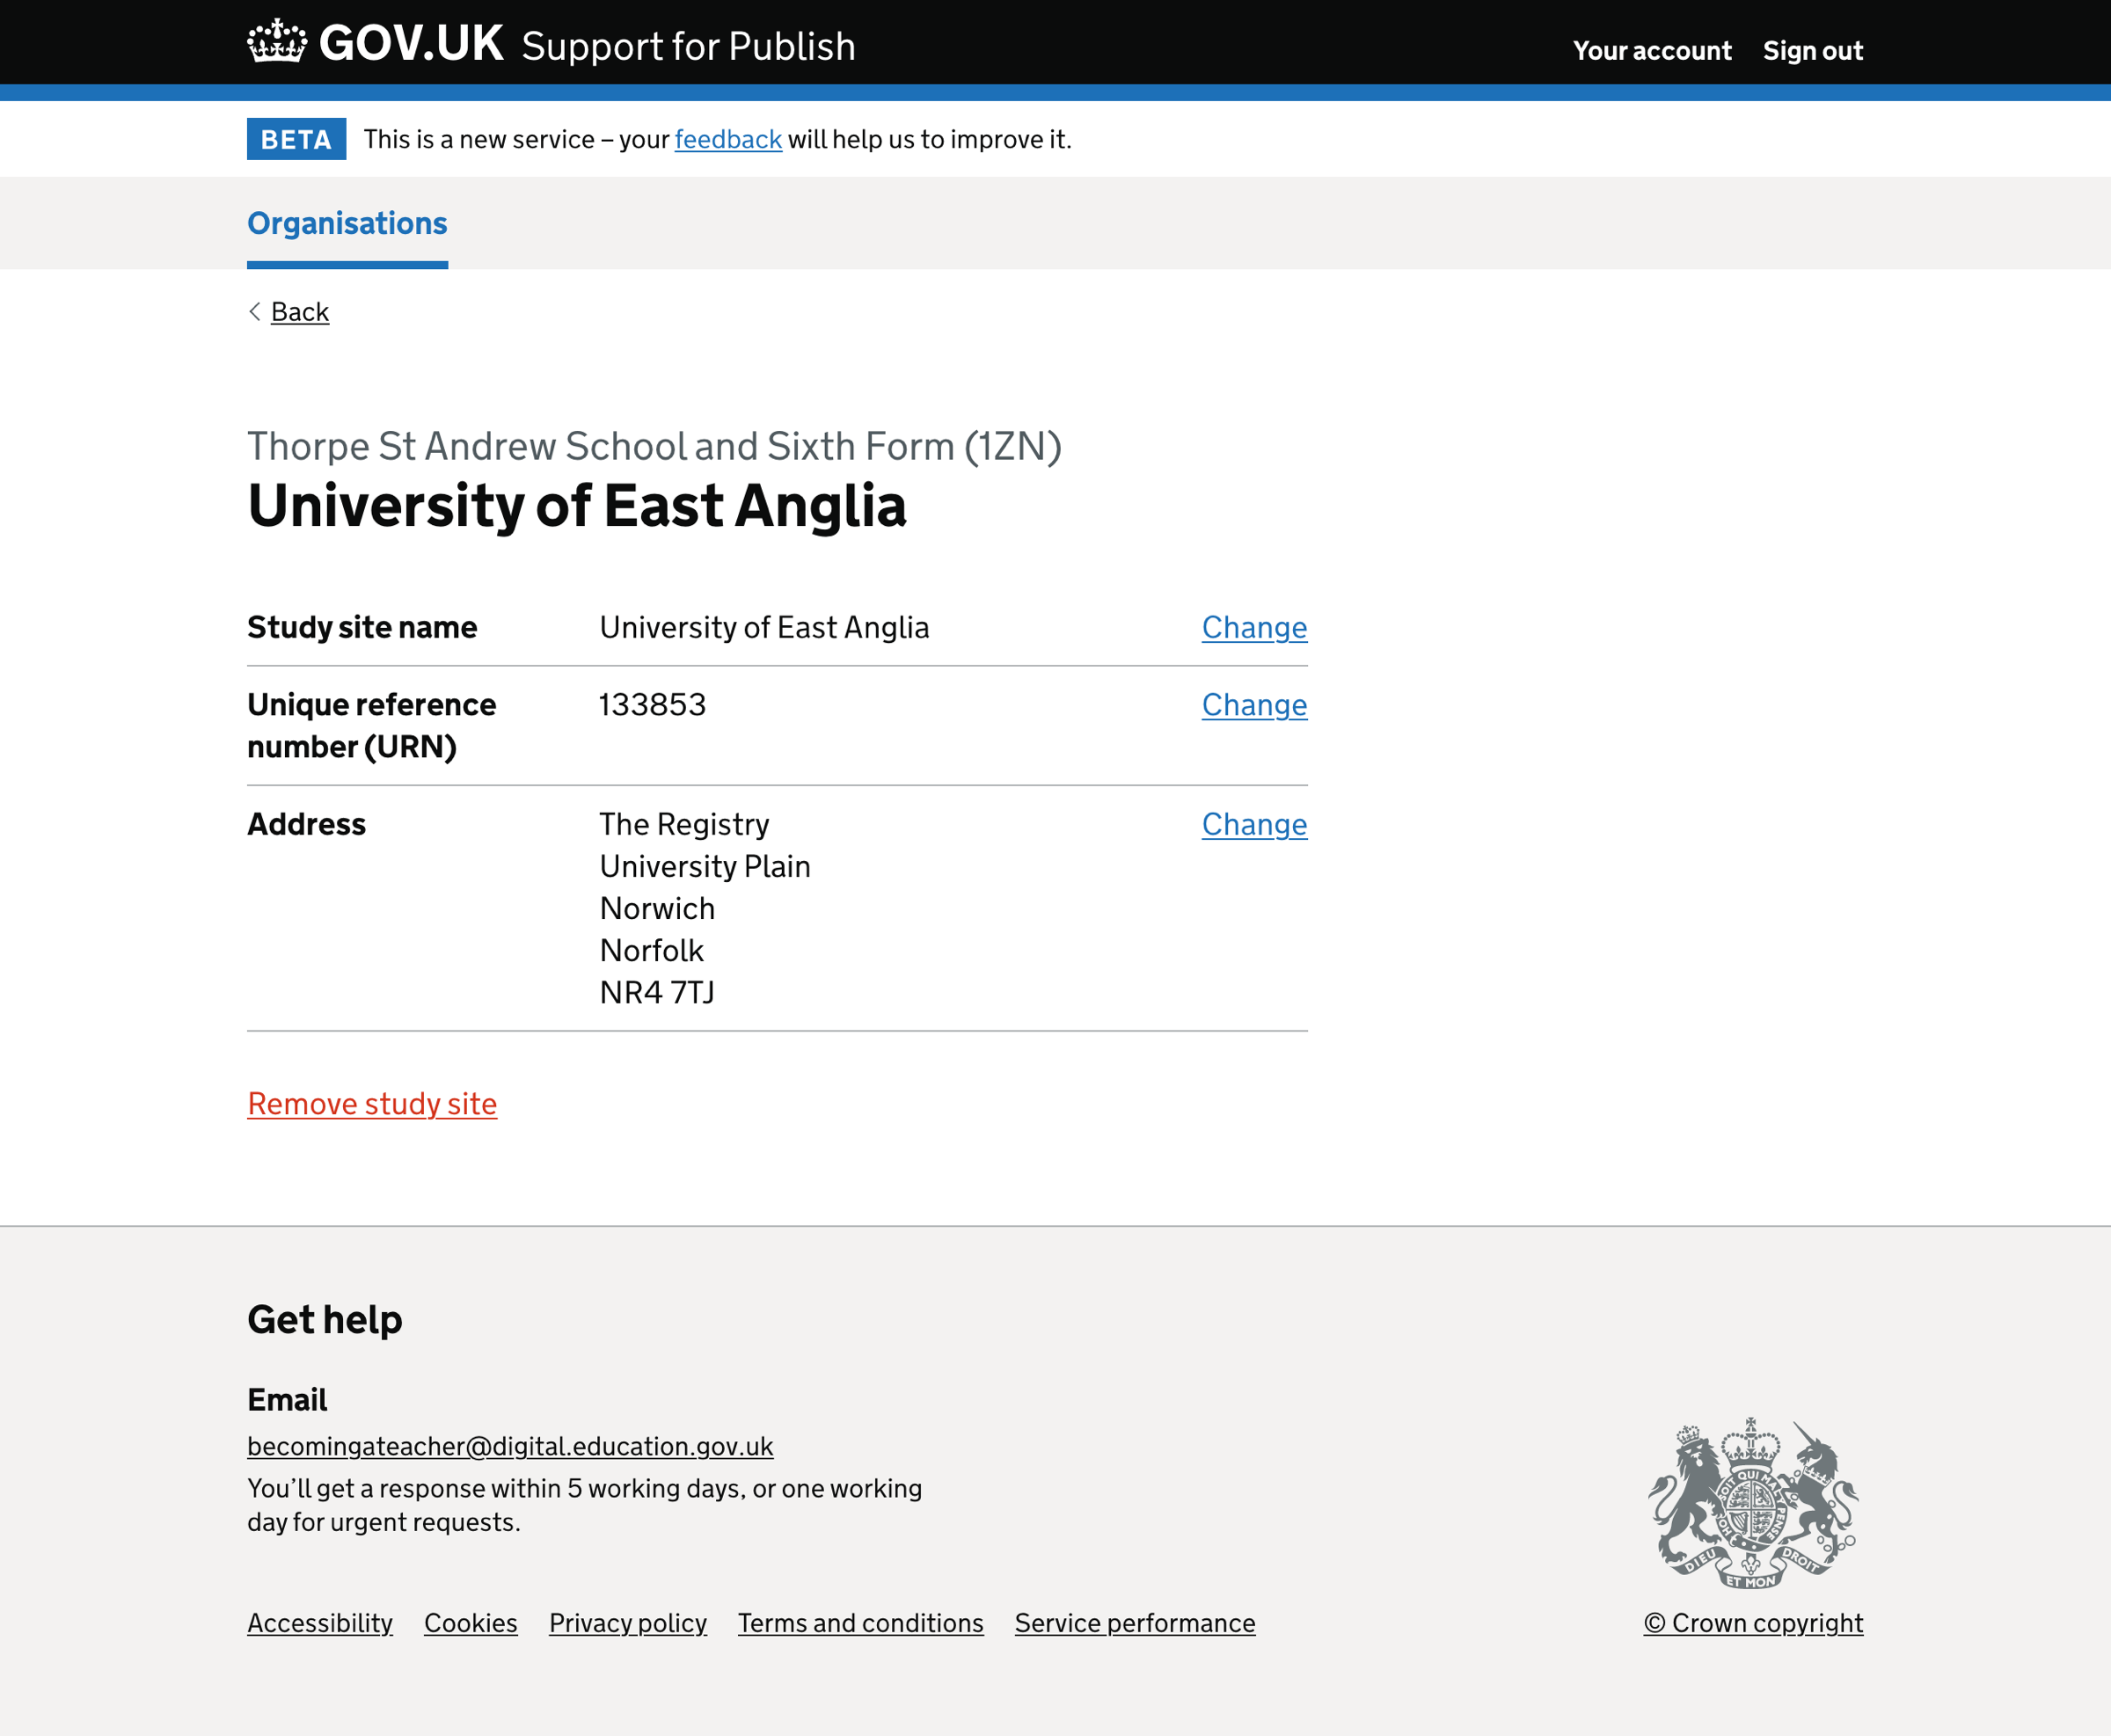 GOV.UK Support for Publish
Your account Sign out
BETA This is a new service – your feedback will help us to improve it.
Organisations
Back
Thorpe St Andrew School and Sixth Form (1ZN)
University of East Anglia
Study site name University of East Anglia Change
Unique reference number (URN) 133853 Change
Address The Registry Change
University Plain
Norwich
Norfolk
NR4 7TJ
Remove study site
Get help
Email
becomingateacher@digital.education.gov.uk
You’ll get a response within 5 working days, or one working
day for urgent requests.
DIEU ET MON DROIT
Accessibility Cookies Privacy policy Terms and conditions Service performance
© Crown copyright